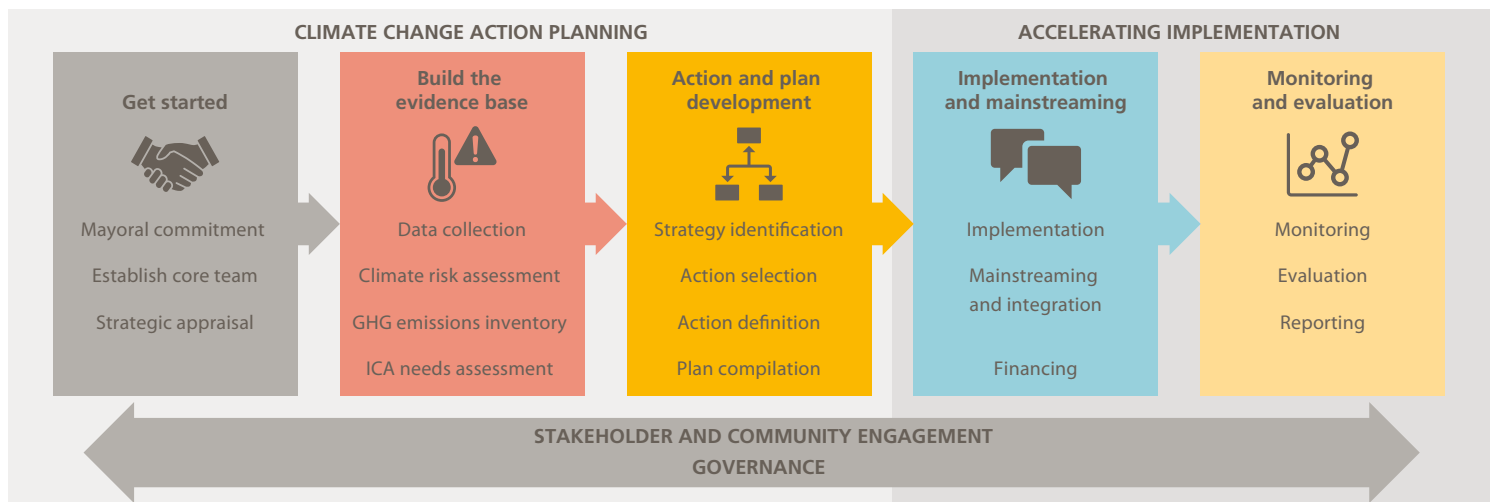 CLIMATE CHANGE ACTION PLANNING
ACCELERATING IMPLEMENTATION
Get started
Mayoral commitment
Establish core team
Strategic appraisal
Build the
evidence base
Data collection
Climate risk assessment
GHG emissions inventory
ICA needs assessment
Action and plan
development
Strategy identification
Action selection
Action definition
Plan compilation
Implementation
and mainstreaming
Implementation
Mainstreaming
and integration
Financing
Monitoring
and evaluation
Monitoring
Evaluation
Reporting
STAKEHOLDER AND COMMUNITY ENGAGEMENT
GOVERNANCE